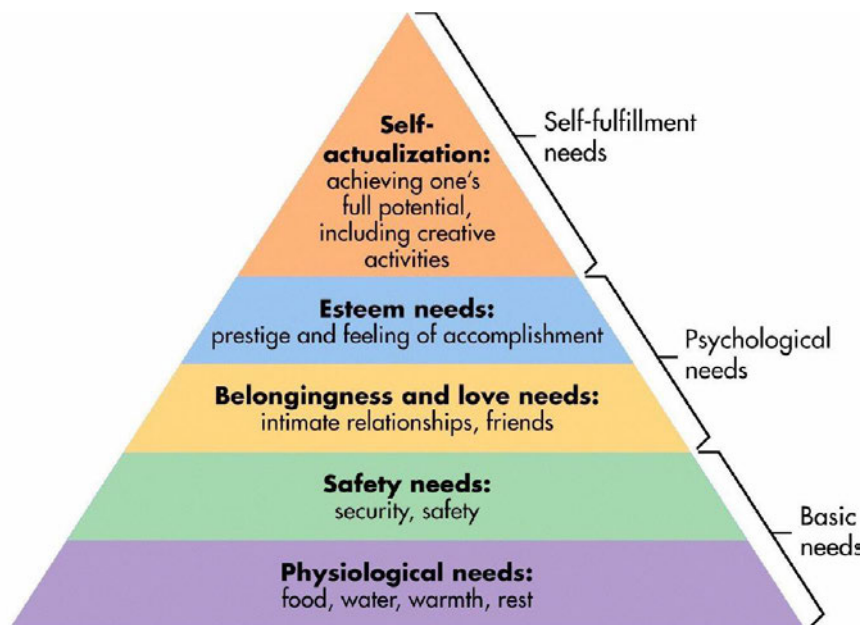 Self-
actualization:
achieving one's
full potential,
including creative
activities
Self-fulfillment
needs
Esteem needs:
prestige and feeling of accomplishment
Psychological
needs
Belongingness and love needs:
intimate relationships, friends
Safety needs:
security, safety
Basic
needs
Physiological needs:
food, water, warmth, rest